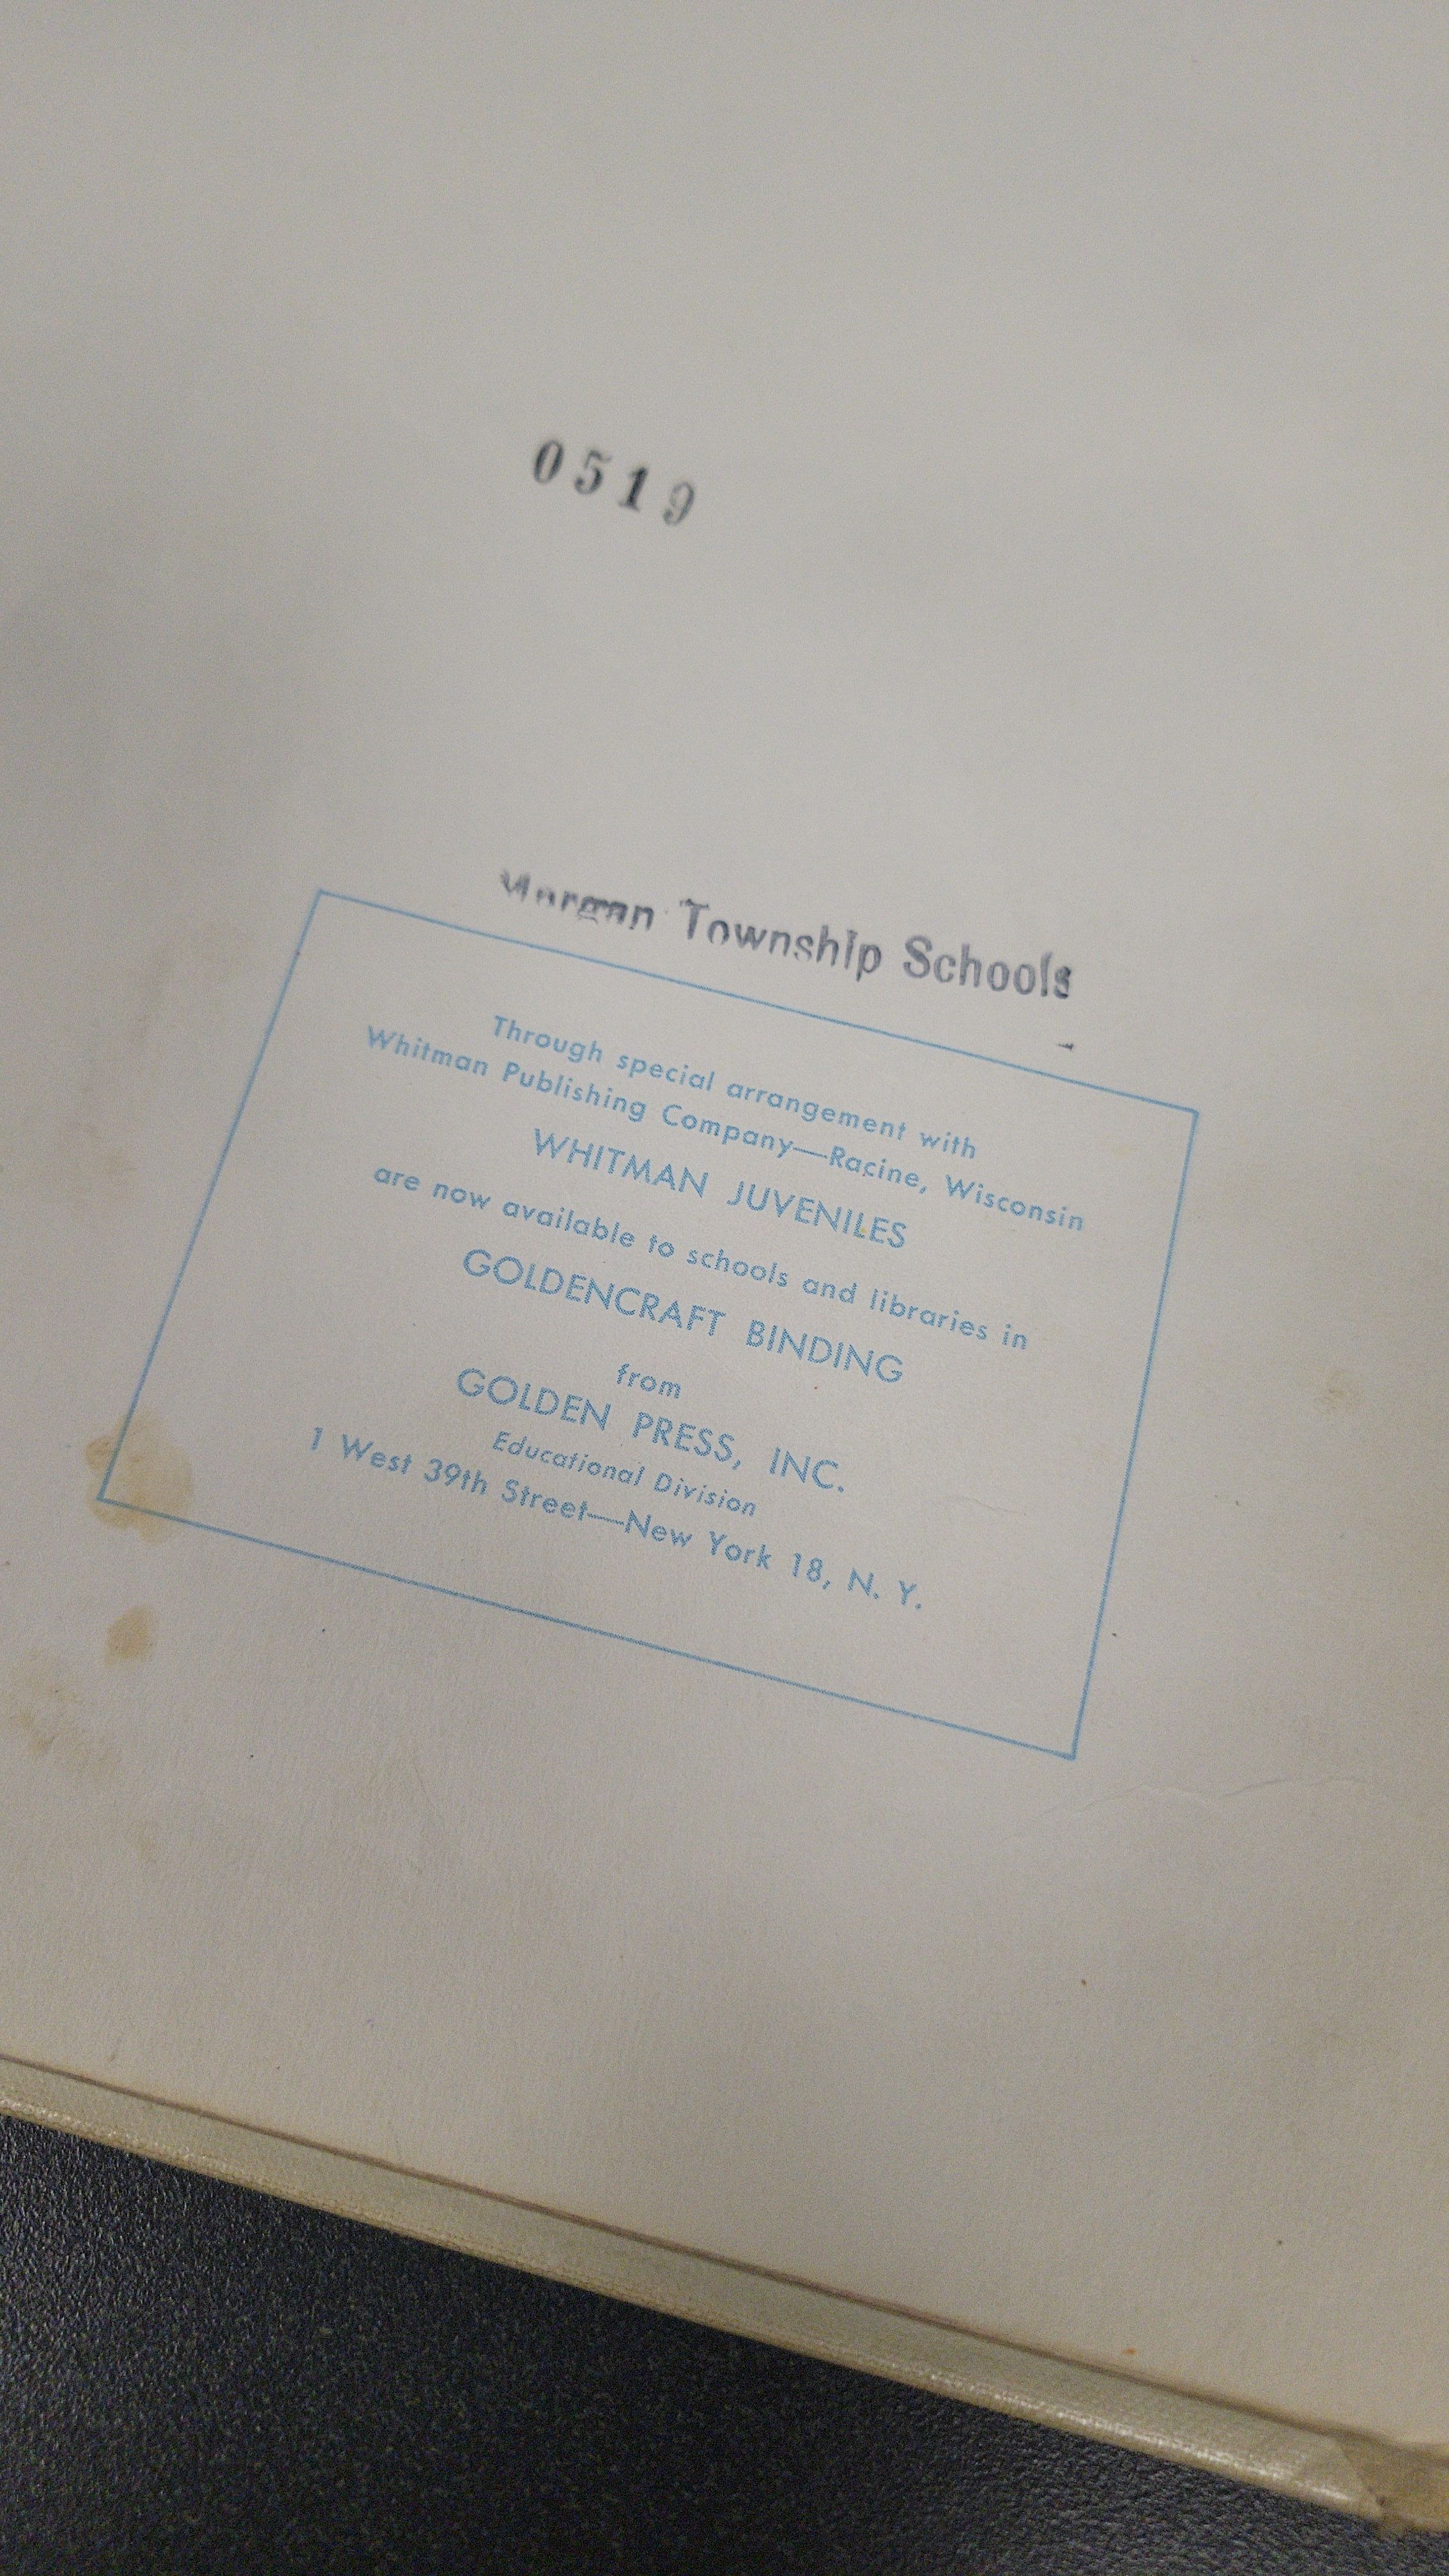 0519
Morgan Township Schools
Through special arrangement with
Whitman Publishing Company—Racine, Wisconsin
WHITMAN JUVENILES
are now available to schools and libraries in
GOLDENCRAFT BINDING
from
GOLDEN PRESS, INC.
Educational Division
1 West 39th Street—New York 18, N. Y.